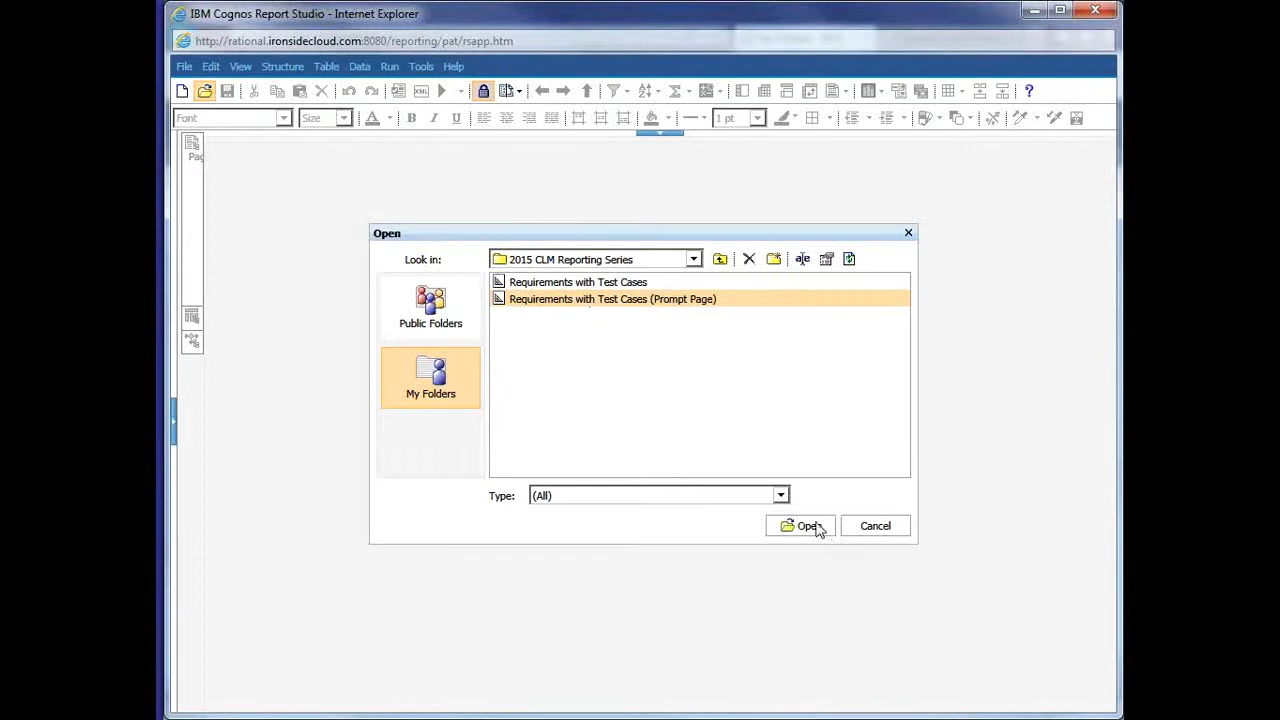 IBM Cognos Report Studio - Internet Explorer
http://rational.ironsidecloud.com:8080/reporting/pat/rsapp.htm
File Edit View Structure Table Data Run Tools Help
Font Size A B I U 1 pt
Pag
Open
Look in: 2015 CLM Reporting Series
Requirements with Test Cases
Requirements with Test Cases (Prompt Page)
Public Folders
My Folders
Type: (All)
Open Cancel